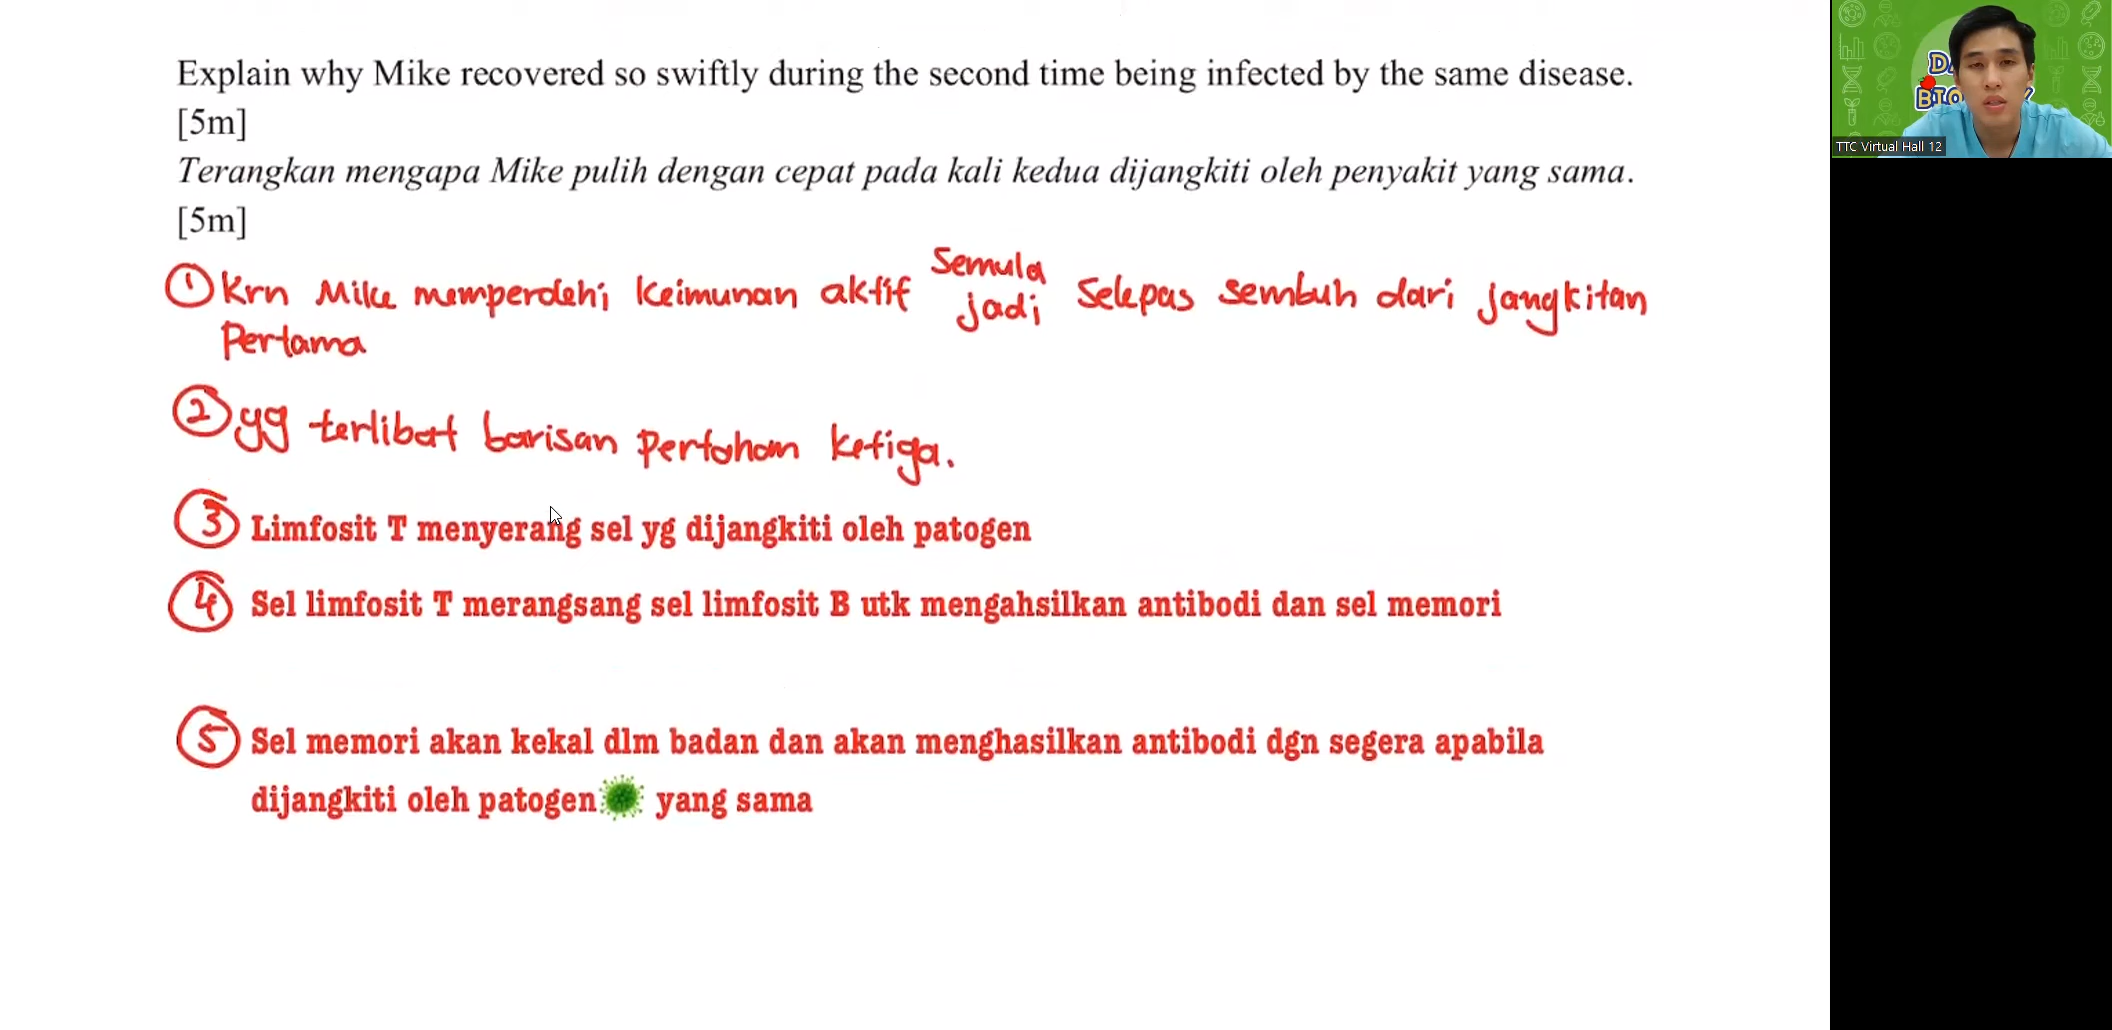 Explain why Mike recovered so swiftly during the second time being infected by the same disease.
[5m]
Terangkan mengapa Mike pulih dengan cepat pada kali kedua dijangkiti oleh penyakit yang sama.
[5m]
① Krn Mike memperolehi keimunan aktif semula jadi selepas sembuh dari jangkitan
pertama
② yg terlibat barisan pertahanan ketiga.
③ Limfosit T menyerang sel yg dijangkiti oleh patogen
④ Sel limfosit T merangsang sel limfosit B utk mengahsilkan antibodi dan sel memori
⑤ Sel memori akan kekal dlm badan dan akan menghasilkan antibodi dgn segera apabila
dijangkiti oleh patogen yang sama
TTC Virtual Hall 12